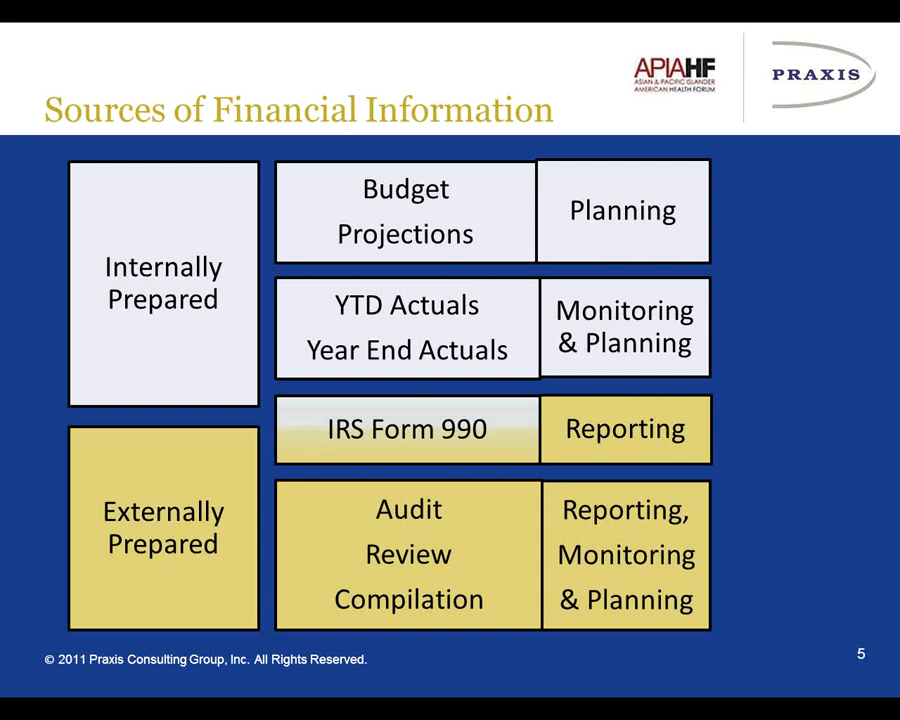 APIAHF
ASIAN & PACIFIC ISLANDER
AMERICAN HEALTH FORUM
PRAXIS
Sources of Financial Information
Internally
Prepared
Budget
Projections
Planning
YTD Actuals
Year End Actuals
Monitoring
& Planning
IRS Form 990
Reporting
Externally
Prepared
Audit
Review
Compilation
Reporting,
Monitoring
& Planning
© 2011 Praxis Consulting Group, Inc. All Rights Reserved.
5